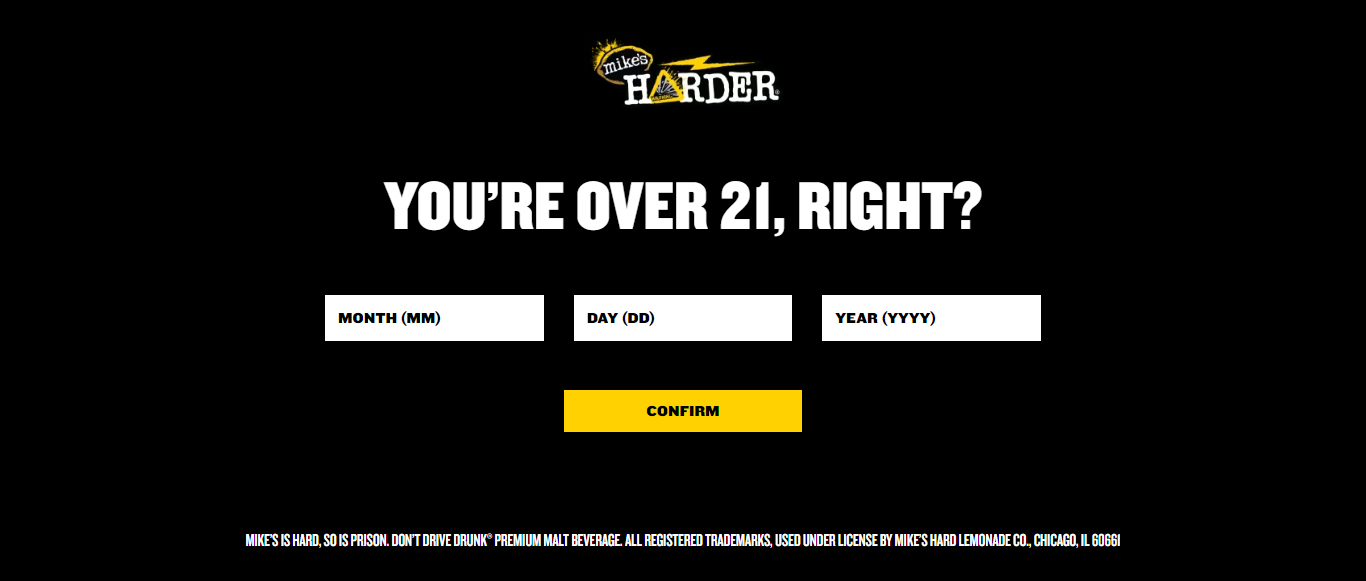 mike's
HARDER
YOU'RE OVER 21, RIGHT?
MONTH (MM) DAY (DD) YEAR (YYYY)
CONFIRM
MIKE'S IS HARD, SO IS PRISON. DON'T DRIVE DRUNK® PREMIUM MALT BEVERAGE. ALL REGISTERED TRADEMARKS, USED UNDER LICENSE BY MIKE'S HARD LEMONADE CO., CHICAGO, IL 60661